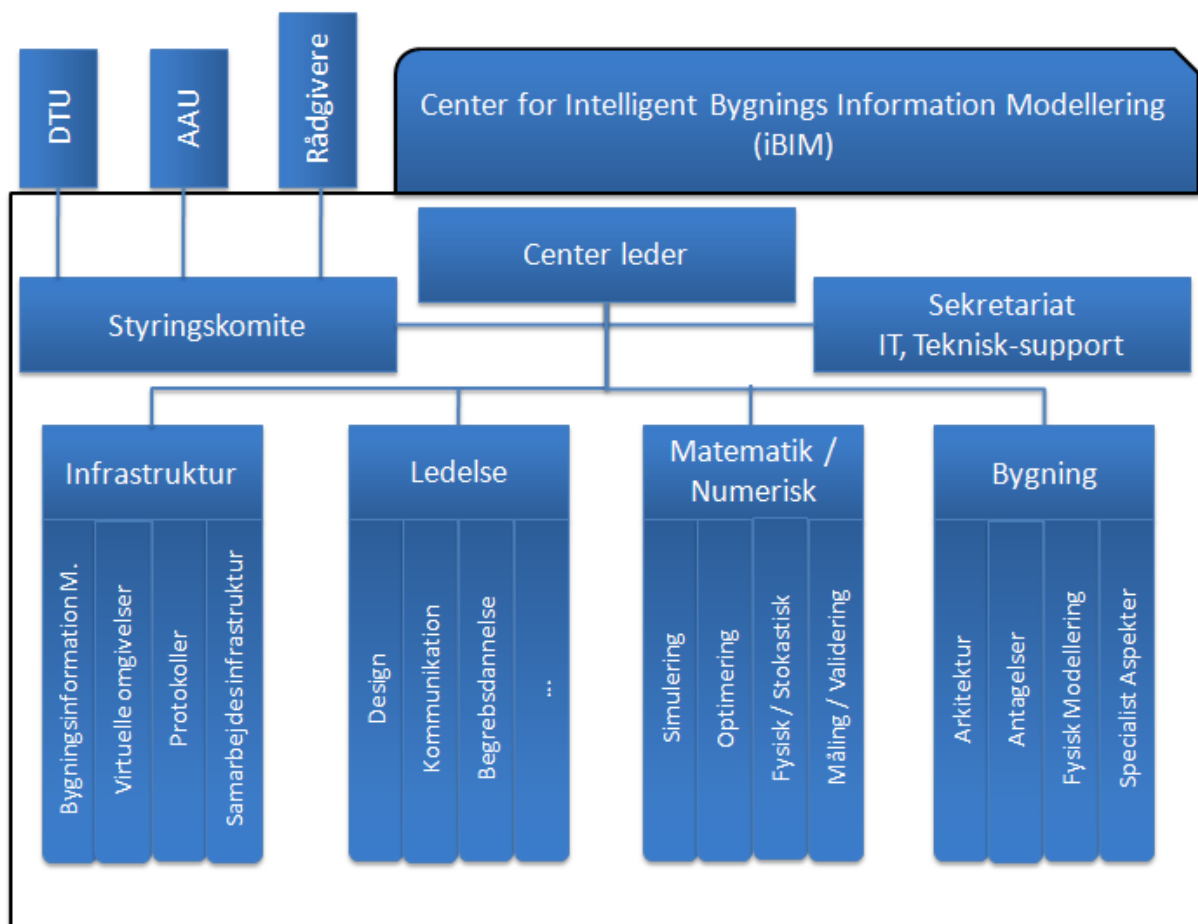 DTU
AAU
Rådgivere
Center for Intelligent Bygnings Information Modellering
(iBIM)
Center leder
Styringskomite
Sekretariat
IT, Teknisk-support
Infrastruktur
Bygningsinformation M.
Virtuelle omgivelser
Protokoller
Samarbejdesinfrastruktur
Ledelse
Design
Kommunikation
Begrebsdannelse
...
Matematik /
Numerisk
Simulering
Optimering
Fysisk / Stokastisk
Måling / Validering
Bygning
Arkitektur
Antagelser
Fysisk Modellering
Specialist Aspekter